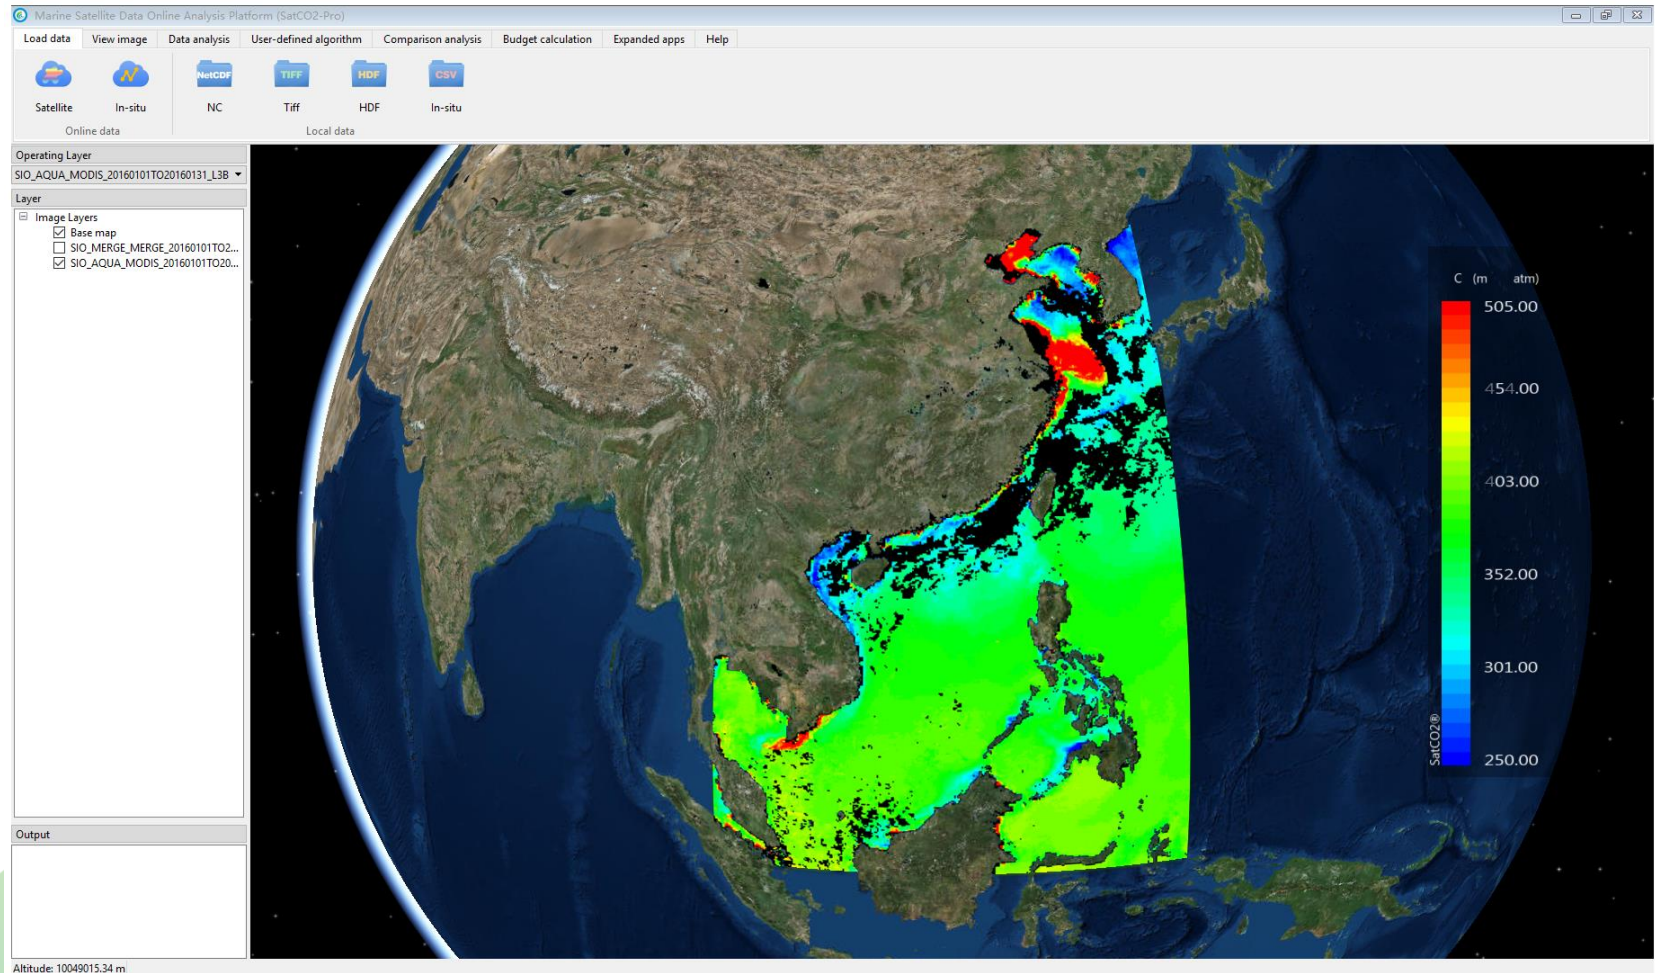 Marine Satellite Data Online Analysis Platform (SatCO2-Pro)
Load data View image Data analysis User-defined algorithm Comparison analysis Budget calculation Expanded apps Help
NetCDF TIFF HDF CSV
Satellite In-situ NC Tiff HDF In-situ
Online data Local data
Operating Layer
SIO_AQUA_MODIS_20160101TO20160131_L3B
Layer
Image Layers
Base map
SIO_MERGE_MERGE_20160101TO2...
SIO_AQUA_MODIS_20160101TO20...
C (m atm)
505.00
454.00
403.00
352.00
301.00
250.00
SatCO2®
Output
Altitude: 10049015.34 m